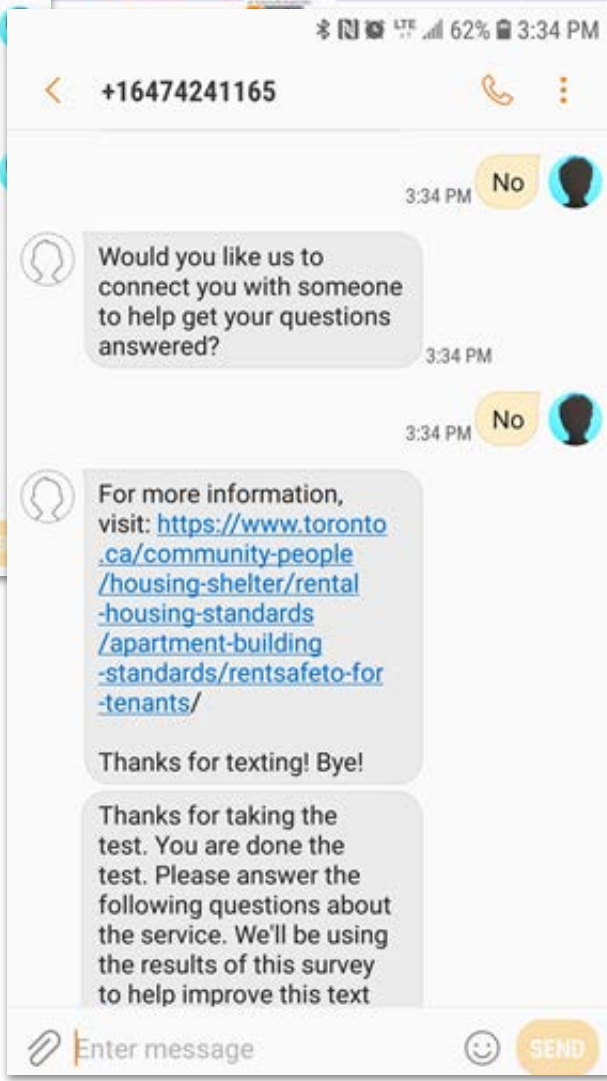 LTE 62% 3:34 PM
+16474241165
No
3:34 PM
Would you like us to
connect you with someone
to help get your questions
answered?
3:34 PM
No
3:34 PM
For more information,
visit: https://www.toronto
.ca/community-people
/housing-shelter/rental
-housing-standards
/apartment-building
-standards/rentsafeto-for
-tenants/
Thanks for texting! Bye!
Thanks for taking the
test. You are done the
test. Please answer the
following questions about
the service. We'll be using
the results of this survey
to help improve this text
Enter message
SEND